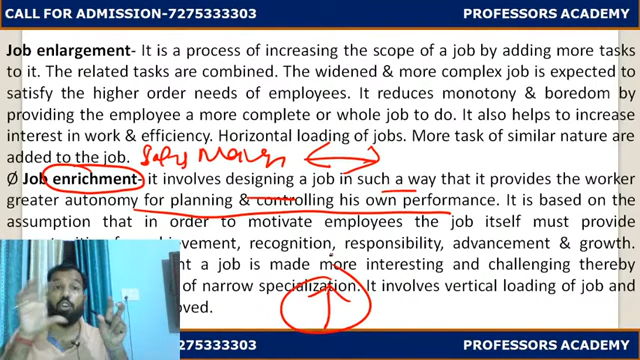 CALL FOR ADMISSION-7275333303 PROFESSORS ACADEMY
Job enlargement- It is a process of increasing the scope of a job by adding more tasks
to it. The related tasks are combined. The widened & more complex job is expected to
satisfy the higher order needs of employees. It reduces monotony & boredom by
providing the employee a more complete or whole job to do. It also helps to increase
interest in work & efficiency. Horizontal loading of jobs. More task of similar nature are
added to the job.
Ø Job enrichment- it involves designing a job in such a way that it provides the worker
greater autonomy for planning & controlling his own performance. It is based on the
assumption that in order to motivate employees the job itself must provide
recognition, responsibility, advancement & growth.
a job is made more interesting and challenging thereby
of narrow specialization. It involves vertical loading of job and
75333303 PROFESSORS ACADEMY